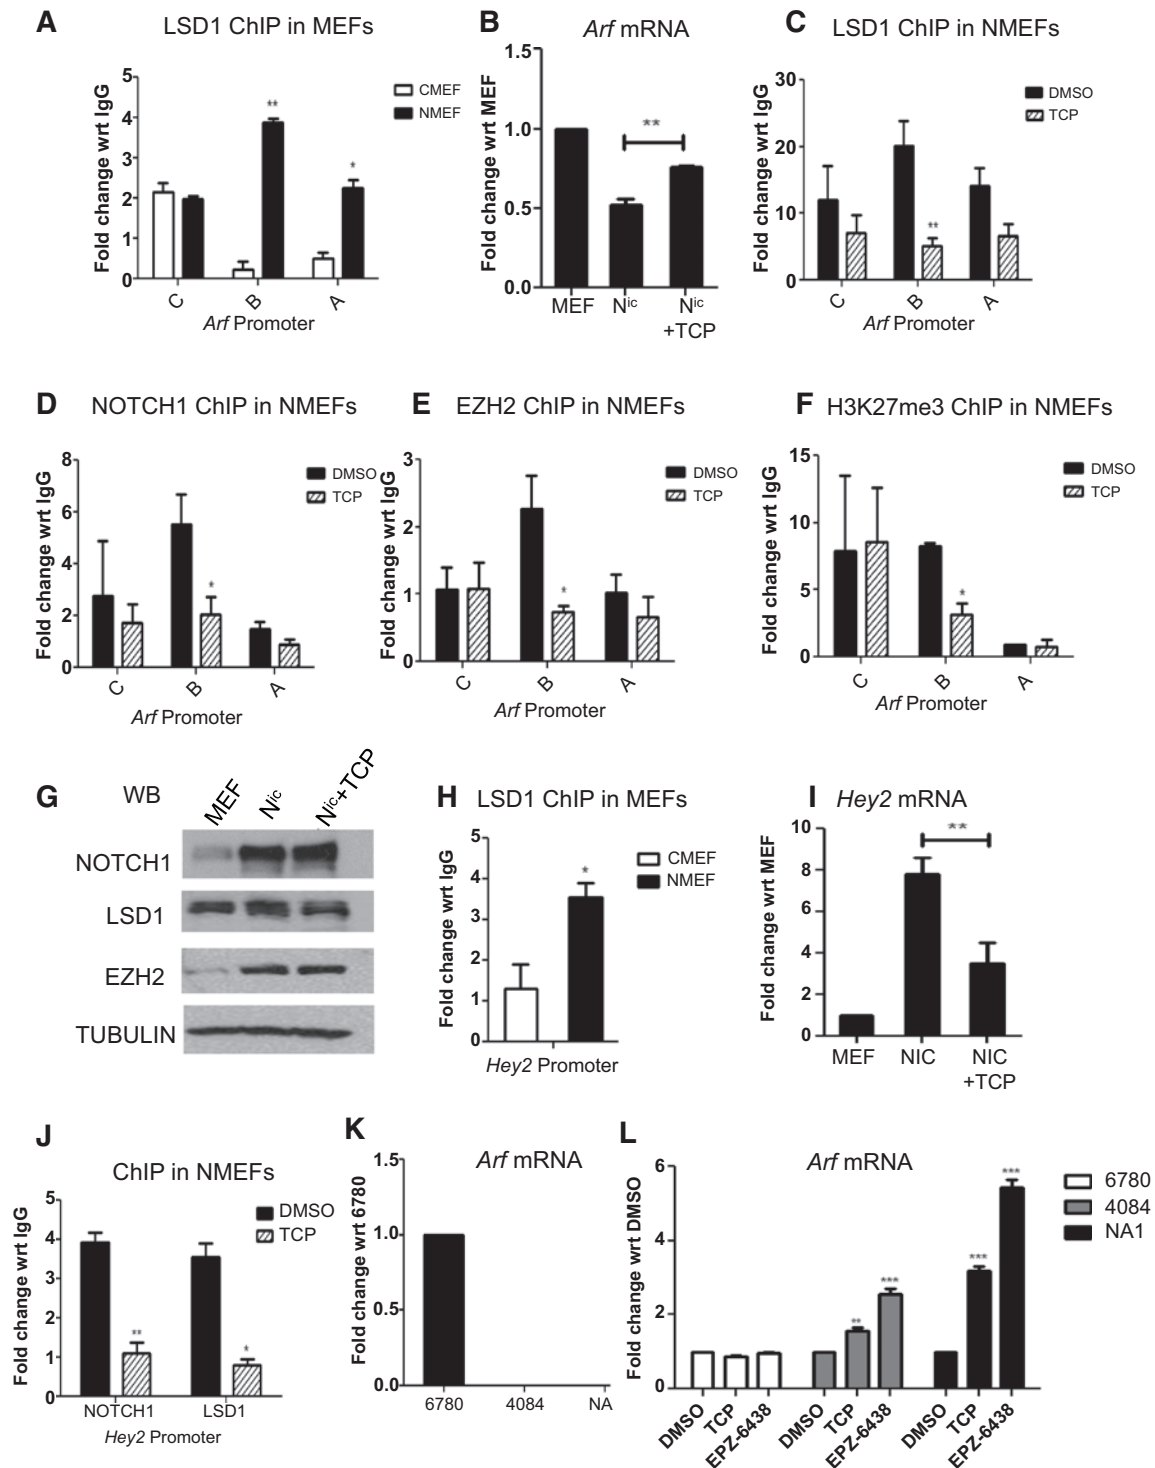 A
LSD1 ChIP in MEFs
Fold change wrt IgG
5
4
3
2
1
0
**
*
CMEF
NMEF
C
B
A
Arf Promoter
B
Arf mRNA
Fold change wrt MEF
1.5
1.0
0.5
0.0
**
MEF
Nic
Nic
+TCP
C
LSD1 ChIP in NMEFs
Fold change wrt IgG
30
20
10
0
**
DMSO
TCP
C
B
A
Arf Promoter
D
NOTCH1 ChIP in NMEFs
Fold change wrt IgG
8
6
4
2
0
*
DMSO
TCP
C
B
A
Arf Promoter
E
EZH2 ChIP in NMEFs
Fold change wrt IgG
3
2
1
0
*
DMSO
TCP
C
B
A
Arf Promoter
F
H3K27me3 ChIP in NMEFs
Fold change wrt IgG
15
10
5
0
*
DMSO
TCP
C
B
A
Arf Promoter
G
WB
MEF
Nic
Nic+TCP
NOTCH1
LSD1
EZH2
TUBULIN
H
LSD1 ChIP in MEFs
Fold change wrt IgG
5
4
3
2
1
0
*
CMEF
NMEF
Hey2 Promoter
I
Hey2 mRNA
Fold change wrt MEF
10
8
6
4
2
0
**
MEF
NIC
NIC
+TCP
J
ChIP in NMEFs
Fold change wrt IgG
5
4
3
2
1
0
**
*
DMSO
TCP
NOTCH1
LSD1
Hey2 Promoter
K
Arf mRNA
Fold change wrt 6780
1.5
1.0
0.5
0.0
6780
4084
NA
L
Arf mRNA
Fold change wrt DMSO
6
4
2
0
**
***
***
***
6780
4084
NA1
DMSO
TCP
EPZ-6438
DMSO
TCP
EPZ-6438
DMSO
TCP
EPZ-6438